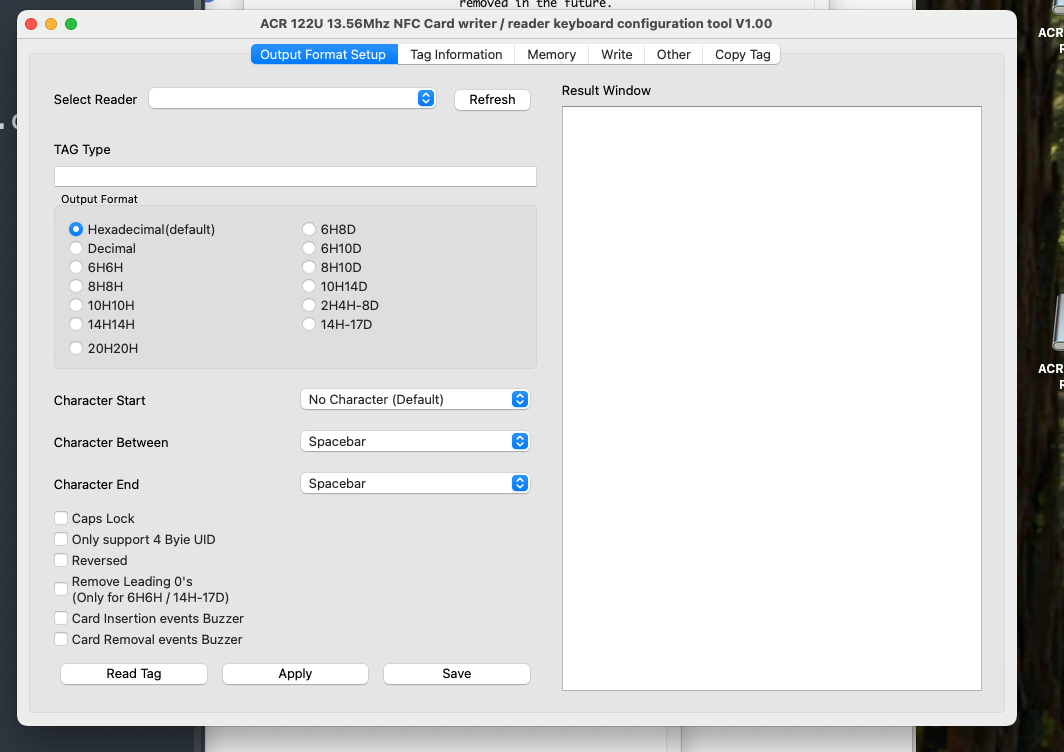 removed in the future.
ACR 122U 13.56Mhz NFC Card writer / reader keyboard configuration tool V1.00
Output Format Setup Tag Information Memory Write Other Copy Tag
Select Reader Refresh
Result Window
TAG Type
Output Format
Hexadecimal(default) 6H8D
Decimal 6H10D
6H6H 8H10D
8H8H 10H14D
10H10H 2H4H-8D
14H14H 14H-17D
20H20H
Character Start No Character (Default)
Character Between Spacebar
Character End Spacebar
Caps Lock
Only support 4 Byie UID
Reversed
Remove Leading 0's
(Only for 6H6H / 14H-17D)
Card Insertion events Buzzer
Card Removal events Buzzer
Read Tag Apply Save
ACR
ACR